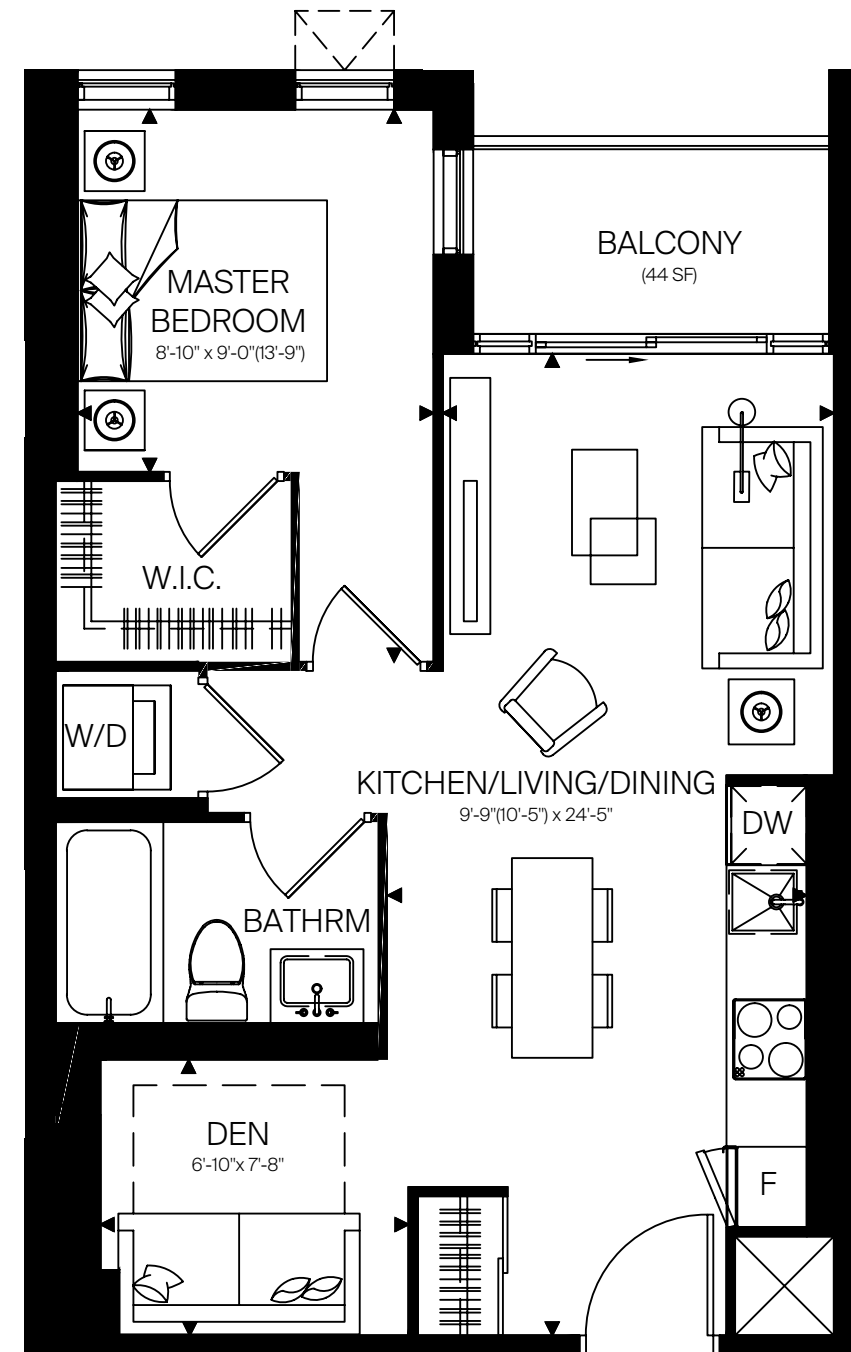 BALCONY
(44 SF)
MASTER
BEDROOM
8'-10" x 9'-0"(13'-9")
W.I.C.
W/D
KITCHEN/LIVING/DINING
9'-9"(10'-5") x 24'-5"
DW
BATHRM
DEN
6'-10"x 7'-8"
F